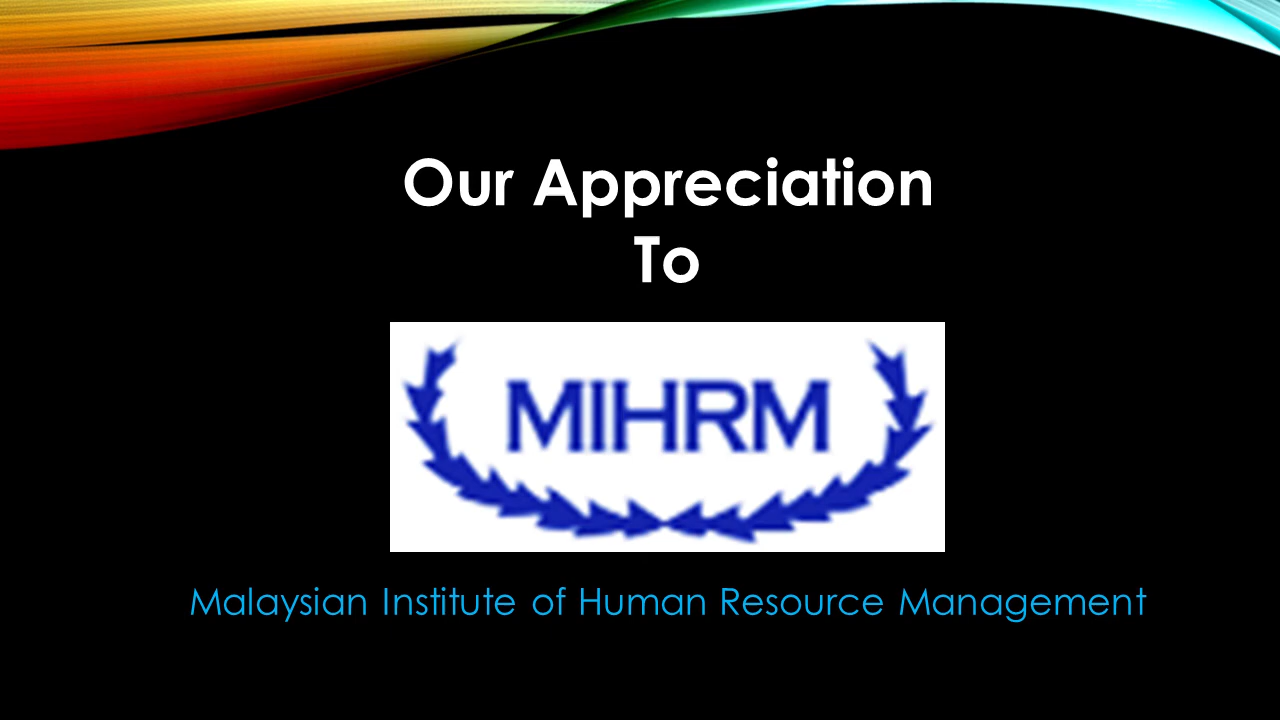 Our Appreciation
To
MIHRM
Malaysian Institute of Human Resource Management